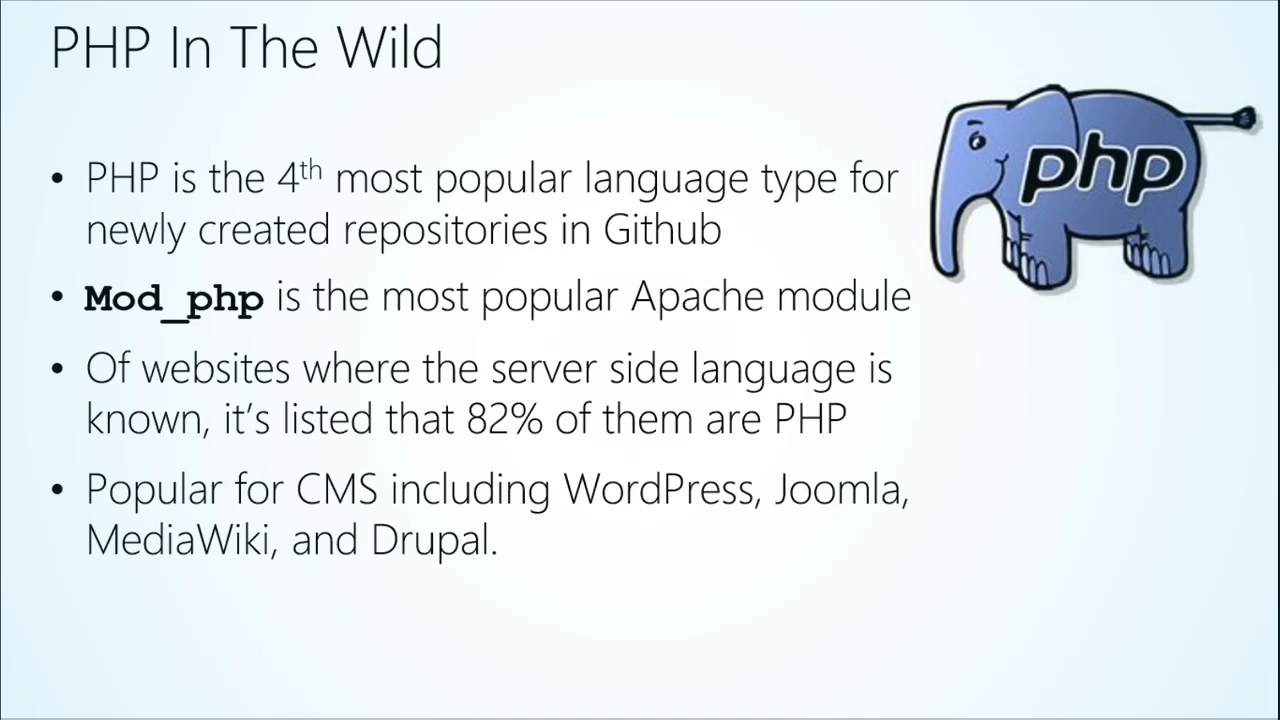 PHP In The Wild
• PHP is the 4th most popular language type for
newly created repositories in Github
• Mod_php is the most popular Apache module
• Of websites where the server side language is
known, it’s listed that 82% of them are PHP
• Popular for CMS including WordPress, Joomla,
MediaWiki, and Drupal.
php